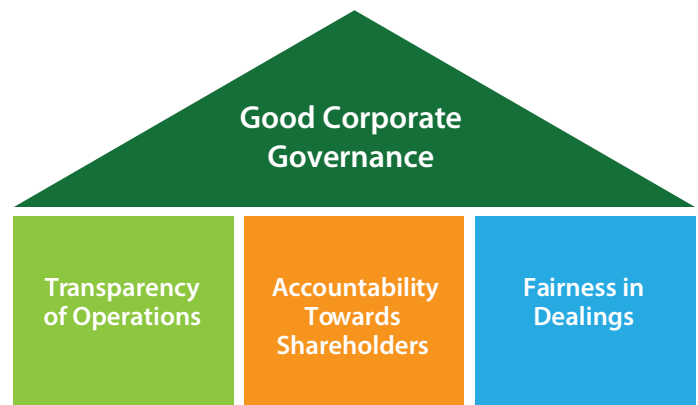 Good Corporate
Governance
Transparency
of Operations
Accountability
Towards
Shareholders
Fairness in
Dealings